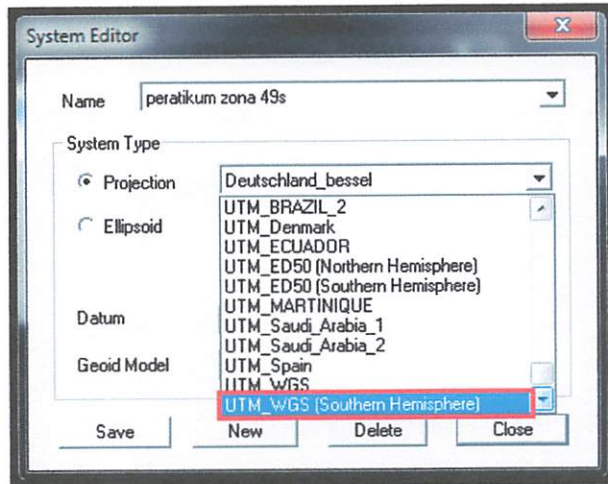 System Editor
Name peratikum zona 49s
System Type
Projection Deutschland_bessel
UTM_BRAZIL_2
Ellipsoid UTM_Denmark
UTM_ECUADOR
UTM_ED50 (Northern Hemisphere)
UTM_ED50 (Southern Hemisphere)
Datum UTM_MARTINIQUE
UTM_Saudi_Arabia_1
UTM_Saudi_Arabia_2
Geoid Model UTM_Spain
UTM_WGS
UTM_WGS (Southern Hemisphere)
Save New Delete Close